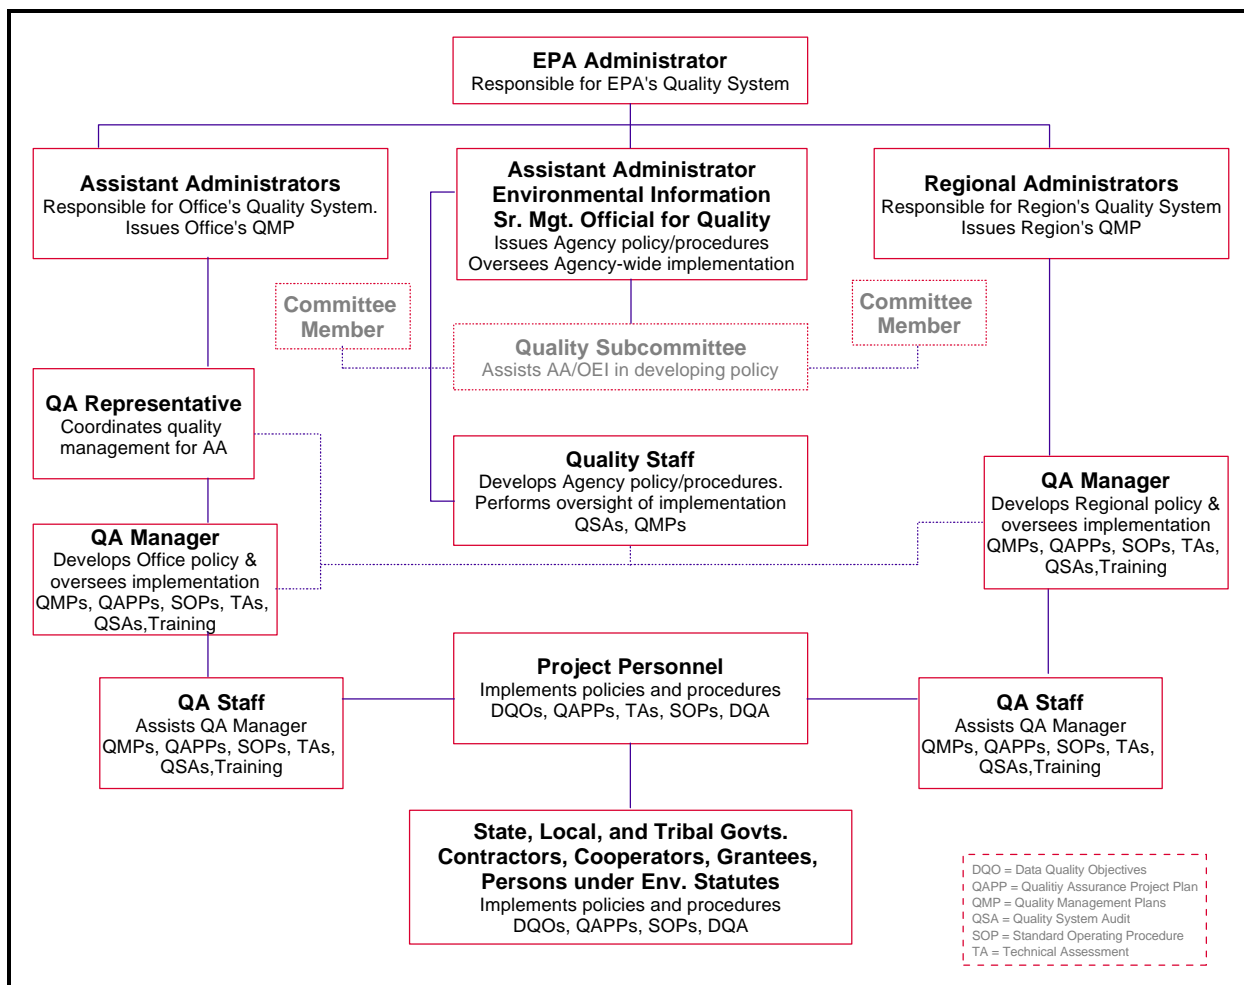 EPA Administrator
Responsible for EPA's Quality System
Assistant Administrators
Responsible for Office's Quality System.
Issues Office's QMP
Assistant Administrator
Environmental Information
Sr. Mgt. Official for Quality
Issues Agency policy/procedures
Oversees Agency-wide implementation
Regional Administrators
Responsible for Region's Quality System
Issues Region's QMP
Committee
Member
Quality Subcommittee
Assists AA/OEI in developing policy
Committee
Member
QA Representative
Coordinates quality
management for AA
Quality Staff
Develops Agency policy/procedures.
Performs oversight of implementation
QSAs, QMPs
QA Manager
Develops Regional policy &
oversees implementation
QMPs, QAPPs, SOPs, TAs,
QSAs,Training
QA Manager
Develops Office policy &
oversees implementation
QMPs, QAPPs, SOPs, TAs,
QSAs,Training
Project Personnel
Implements policies and procedures
DQOs, QAPPs, TAs, SOPs, DQA
QA Staff
Assists QA Manager
QMPs, QAPPs, SOPs, TAs,
QSAs,Training
QA Staff
Assists QA Manager
QMPs, QAPPs, SOPs, TAs,
QSAs,Training
State, Local, and Tribal Govts.
Contractors, Cooperators, Grantees,
Persons under Env. Statutes
Implements policies and procedures
DQOs, QAPPs, SOPs, DQA
DQO = Data Quality Objectives
QAPP = Qualitiy Assurance Project Plan
QMP = Quality Management Plans
QSA = Quality System Audit
SOP = Standard Operating Procedure
TA = Technical Assessment